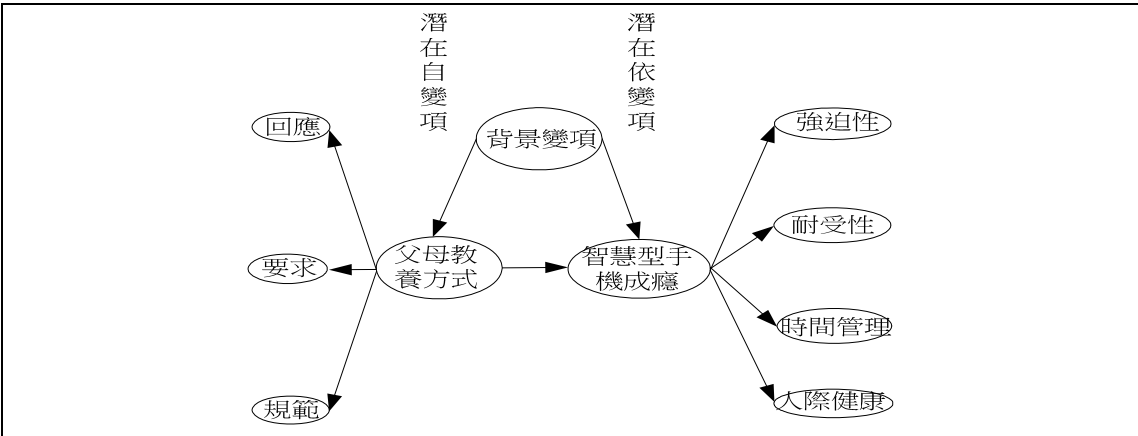 潛在自變項
潛在依變項
背景變項
回應
強迫性
耐受性
父母教
養方式
智慧型手
機成癮
要求
時間管理
規範
人際健康